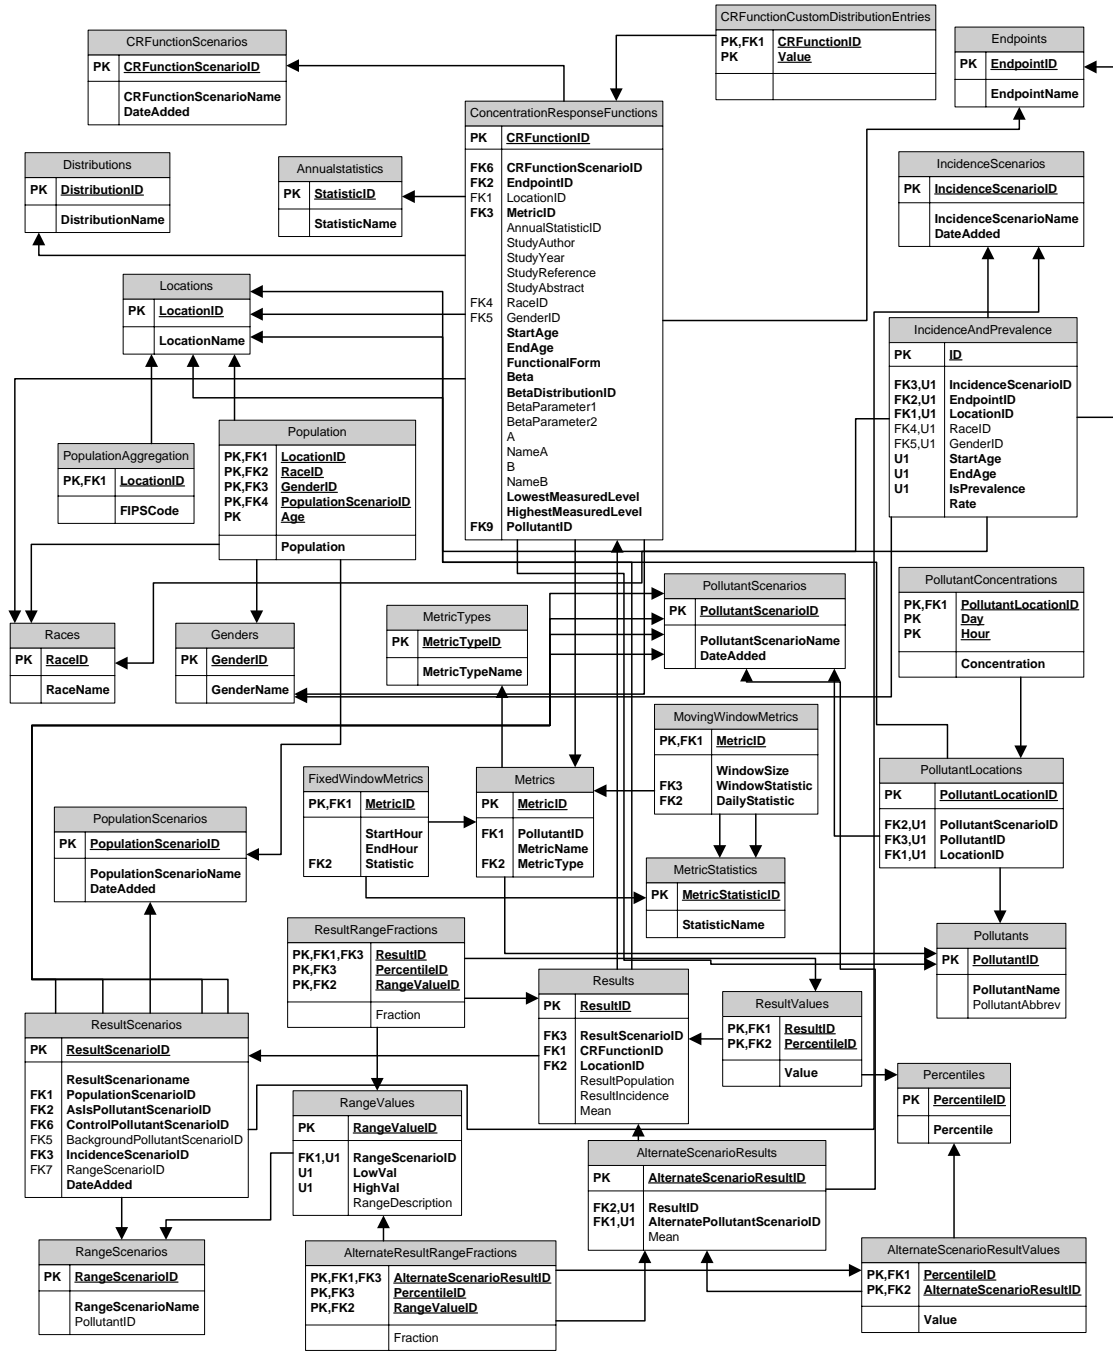 CRFunctionScenarios
PK CRFunctionScenarioID
CRFunctionScenarioName
DateAdded
CRFunctionCustomDistributionEntries
PK,FK1 CRFunctionID
PK Value
Endpoints
PK EndpointID
EndpointName
ConcentrationResponseFunctions
PK CRFunctionID
FK6 CRFunctionScenarioID
FK2 EndpointID
FK1 LocationID
FK3 MetricID
AnnualStatisticID
StudyAuthor
StudyYear
StudyReference
StudyAbstract
FK4 RaceID
FK5 GenderID
StartAge
EndAge
FunctionalForm
Beta
BetaDistributionID
BetaParameter1
BetaParameter2
A
NameA
B
NameB
LowestMeasuredLevel
HighestMeasuredLevel
FK9 PollutantID
Distributions
PK DistributionID
DistributionName
Annualstatistics
PK StatisticID
StatisticName
IncidenceScenarios
PK IncidenceScenarioID
IncidenceScenarioName
DateAdded
Locations
PK LocationID
LocationName
IncidenceAndPrevalence
PK ID
FK3,U1 IncidenceScenarioID
FK2,U1 EndpointID
FK1,U1 LocationID
FK4,U1 RaceID
FK5,U1 GenderID
U1 StartAge
U1 EndAge
U1 IsPrevalence
Rate
PopulationAggregation
PK,FK1 LocationID
FIPSCode
Population
PK,FK1 LocationID
PK,FK2 RaceID
PK,FK3 GenderID
PK,FK4 PopulationScenarioID
PK Age
Population
Races
PK RaceID
RaceName
Genders
PK GenderID
GenderName
MetricTypes
PK MetricTypeID
MetricTypeName
PollutantScenarios
PK PollutantScenarioID
PollutantScenarioName
DateAdded
PollutantConcentrations
PK,FK1 PollutantLocationID
PK Day
PK Hour
Concentration
MovingWindowMetrics
PK,FK1 MetricID
WindowSize
FK3 WindowStatistic
FK2 DailyStatistic
FixedWindowMetrics
PK,FK1 MetricID
StartHour
EndHour
FK2 Statistic
Metrics
PK MetricID
FK1 PollutantID
MetricName
FK2 MetricType
PollutantLocations
PK PollutantLocationID
FK2,U1 PollutantScenarioID
FK3,U1 PollutantID
FK1,U1 LocationID
PopulationScenarios
PK PopulationScenarioID
PopulationScenarioName
DateAdded
MetricStatistics
PK MetricStatisticID
StatisticName
ResultRangeFractions
PK,FK1,FK3 ResultID
PK,FK3 PercentileID
PK,FK2 RangeValueID
Fraction
Pollutants
PK PollutantID
PollutantName
PollutantAbbrev
Results
PK ResultID
FK3 ResultScenarioID
FK1 CRFunctionID
FK2 LocationID
ResultPopulation
ResultIncidence
Mean
ResultValues
PK,FK1 ResultID
PK,FK2 PercentileID
Value
ResultScenarios
PK ResultScenarioID
ResultScenarioname
FK1 PopulationScenarioID
FK2 AsIsPollutantScenarioID
FK6 ControlPollutantScenarioID
FK5 BackgroundPollutantScenarioID
FK3 IncidenceScenarioID
FK7 RangeScenarioID
DateAdded
Percentiles
PK PercentileID
Percentile
RangeValues
PK RangeValueID
FK1,U1 RangeScenarioID
U1 LowVal
U1 HighVal
RangeDescription
AlternateScenarioResults
PK AlternateScenarioResultID
FK2,U1 ResultID
FK1,U1 AlternatePollutantScenarioID
Mean
RangeScenarios
PK RangeScenarioID
RangeScenarioName
PollutantID
AlternateResultRangeFractions
PK,FK1,FK3 AlternateScenarioResultID
PK,FK3 PercentileID
PK,FK2 RangeValueID
Fraction
AlternateScenarioResultValues
PK,FK1 PercentileID
PK,FK2 AlternateScenarioResultID
Value